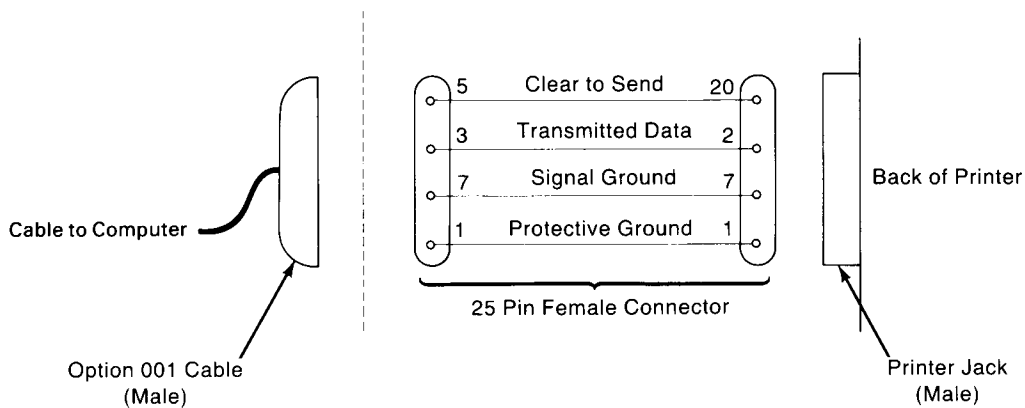 5 Clear to Send 20
3 Transmitted Data 2
7 Signal Ground 7
1 Protective Ground 1
Back of Printer
Cable to Computer
25 Pin Female Connector
Option 001 Cable
(Male)
Printer Jack
(Male)